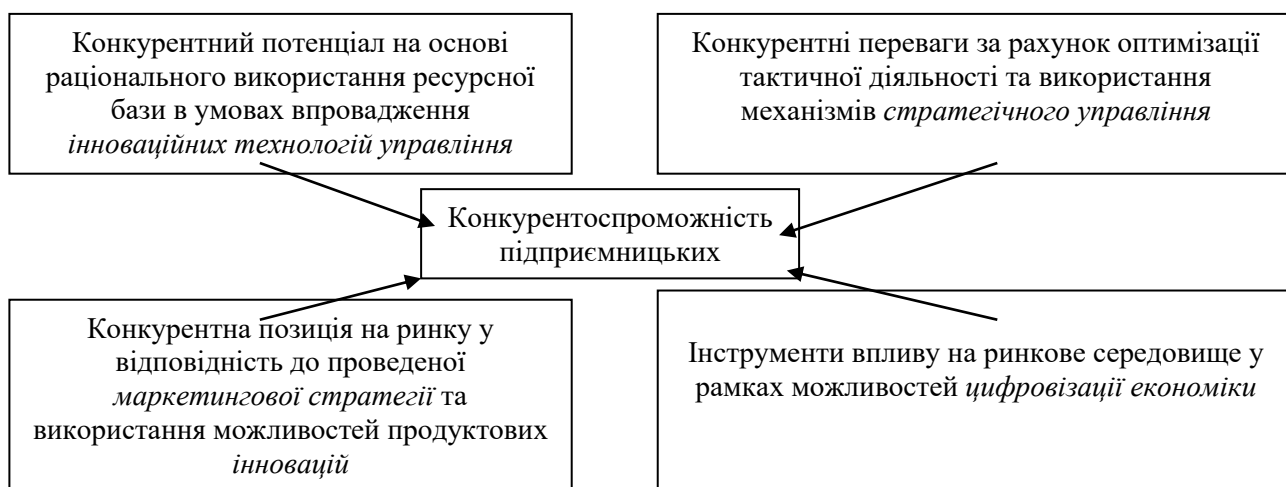 Конкурентний потенціал на основі
раціонального використання ресурсної
бази в умовах впровадження
інноваційних технологій управління
Конкурентні переваги за рахунок оптимізації
тактичної діяльності та використання
механізмів стратегічного управління
Конкурентоспроможність
підприємницьких
Конкурентна позиція на ринку у
відповідність до проведеної
маркетингової стратегії та
використання можливостей продуктових
інновацій
Інструменти впливу на ринкове середовище у
рамках можливостей цифровізації економіки